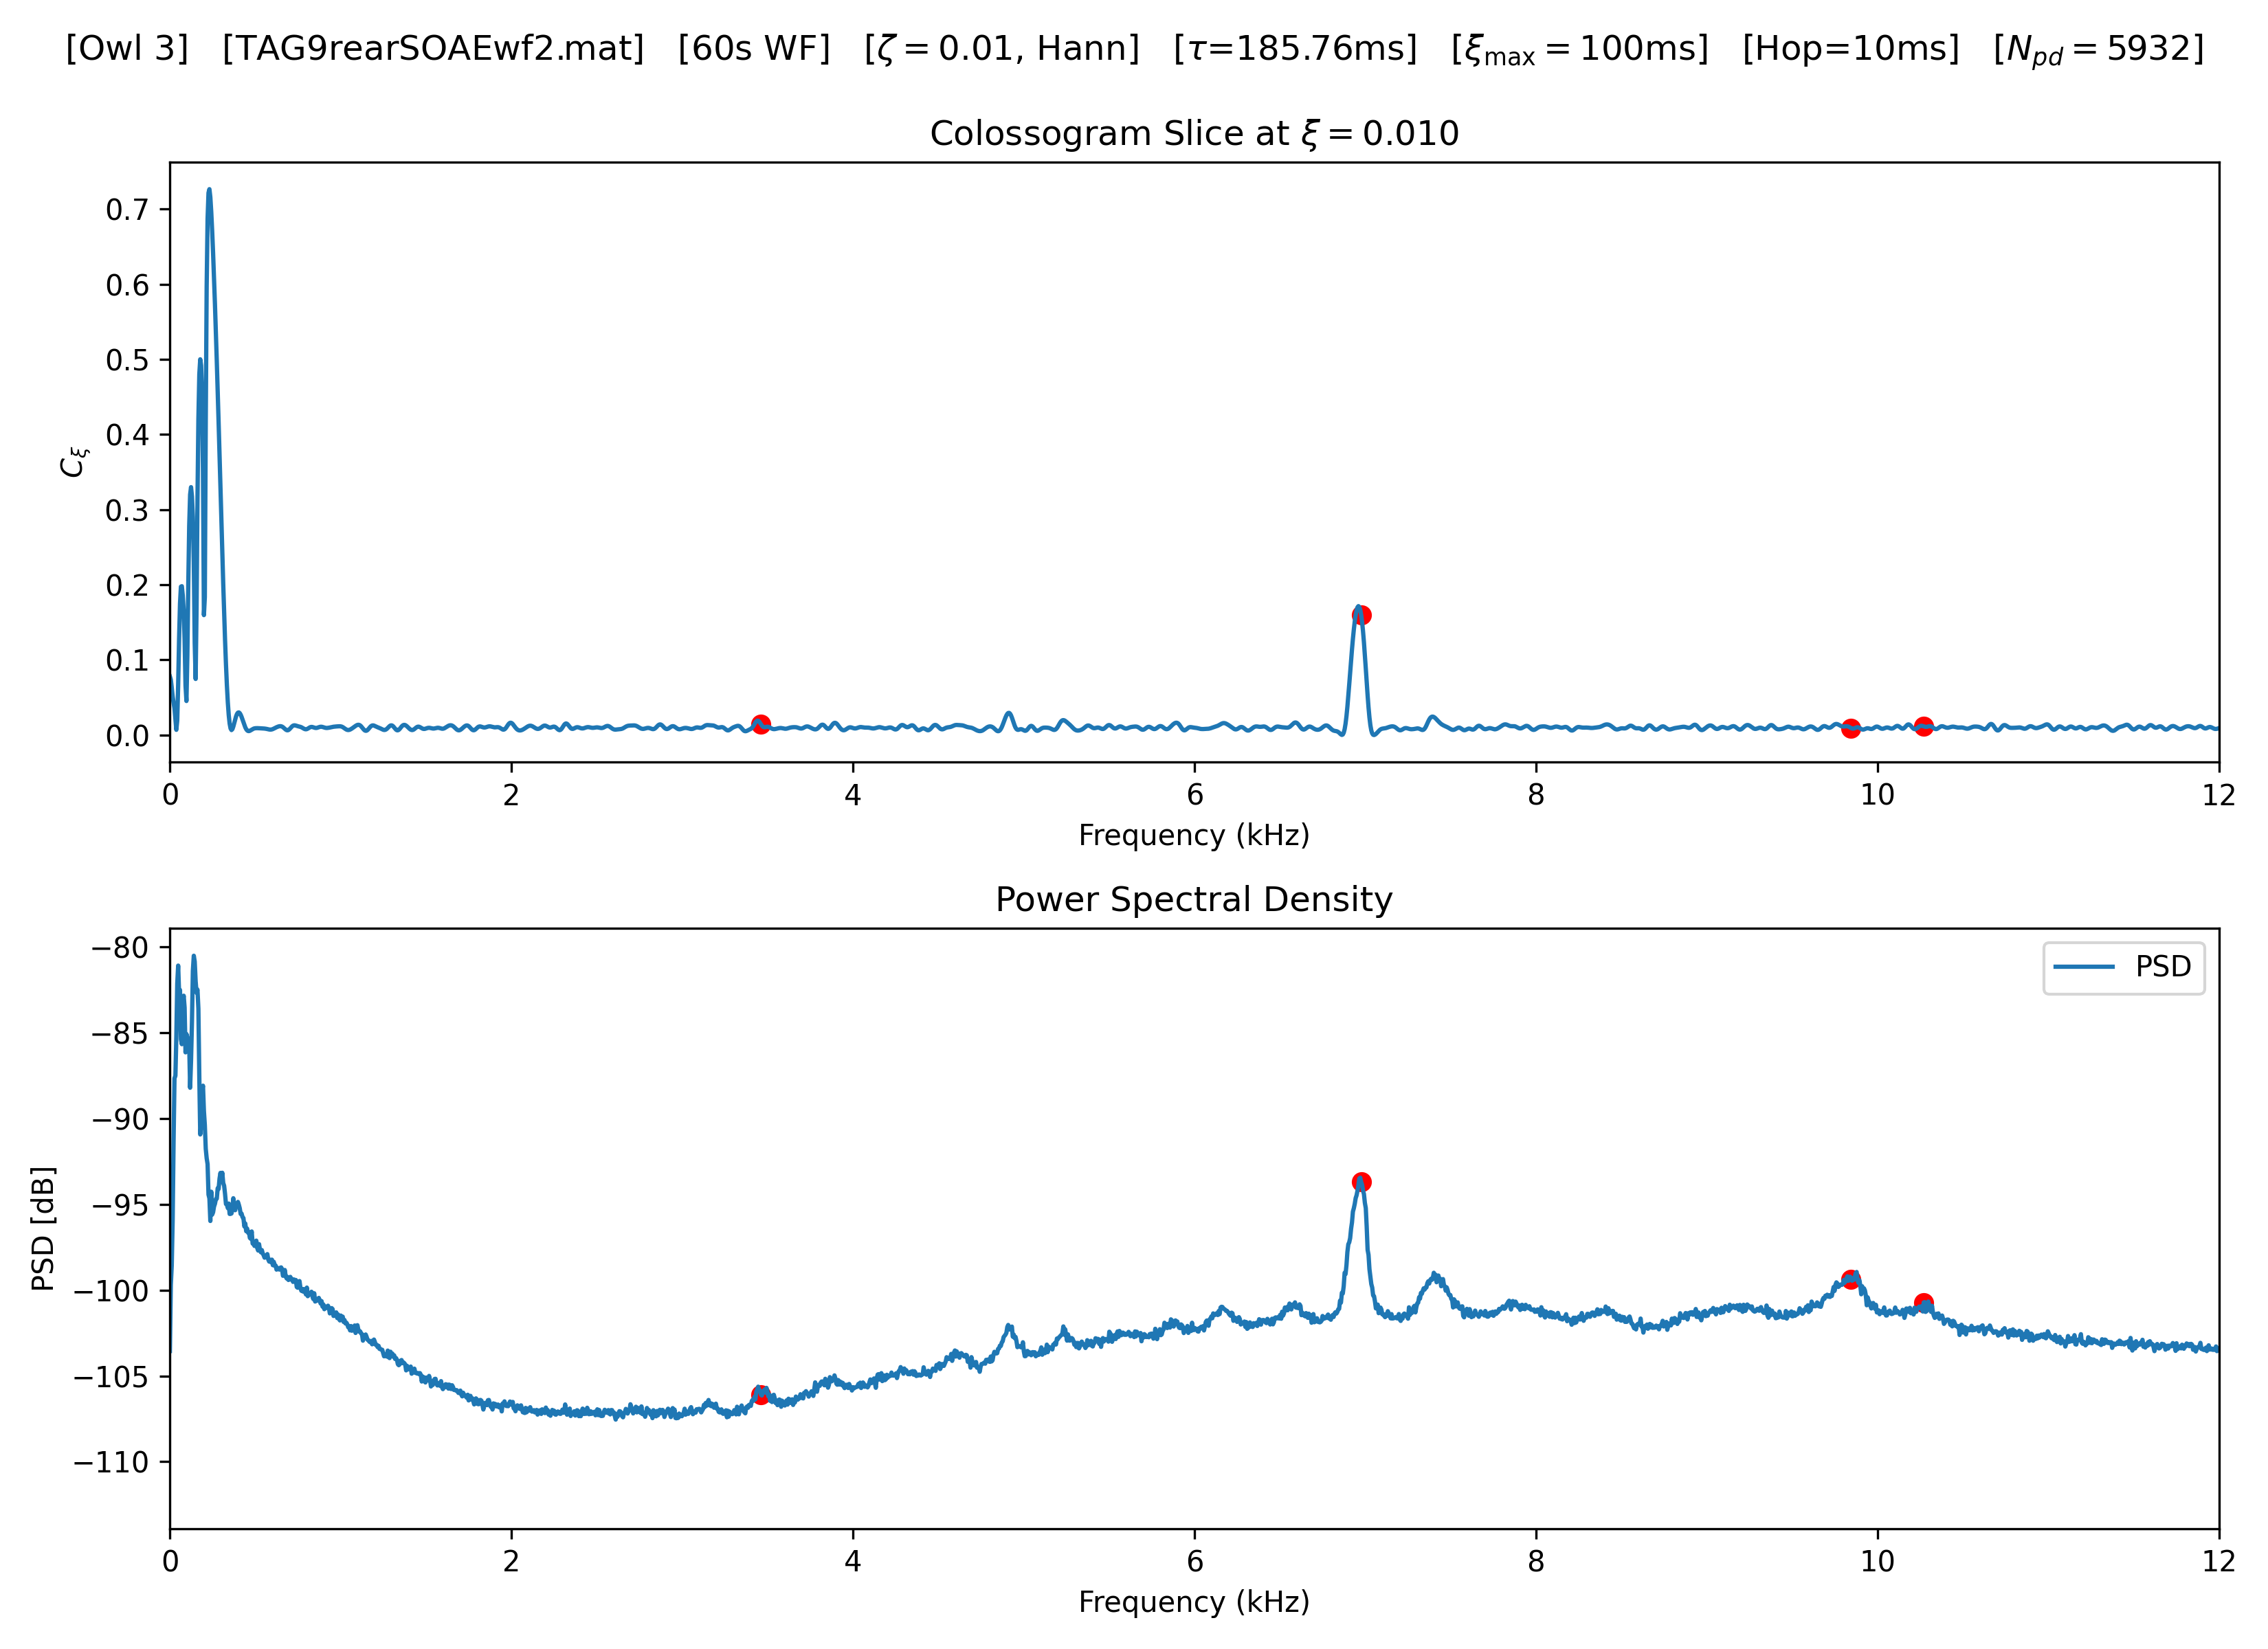 [Owl 3] [TAG9rearSOAEwf2.mat] [60s WF] [ζ = 0.01, Hann] [τ=185.76ms] [ξmax = 100ms] [Hop=10ms] [Npd = 5932]
Colossogram Slice at ξ = 0.010
0.7
0.6
0.5
0.4
0.3
0.2
0.1
0.0
Cξ
0 2 4 6 8 10 12
Frequency (kHz)
Power Spectral Density
−80
−85
−90
−95
−100
−105
−110
PSD [dB]
PSD
0 2 4 6 8 10 12
Frequency (kHz)